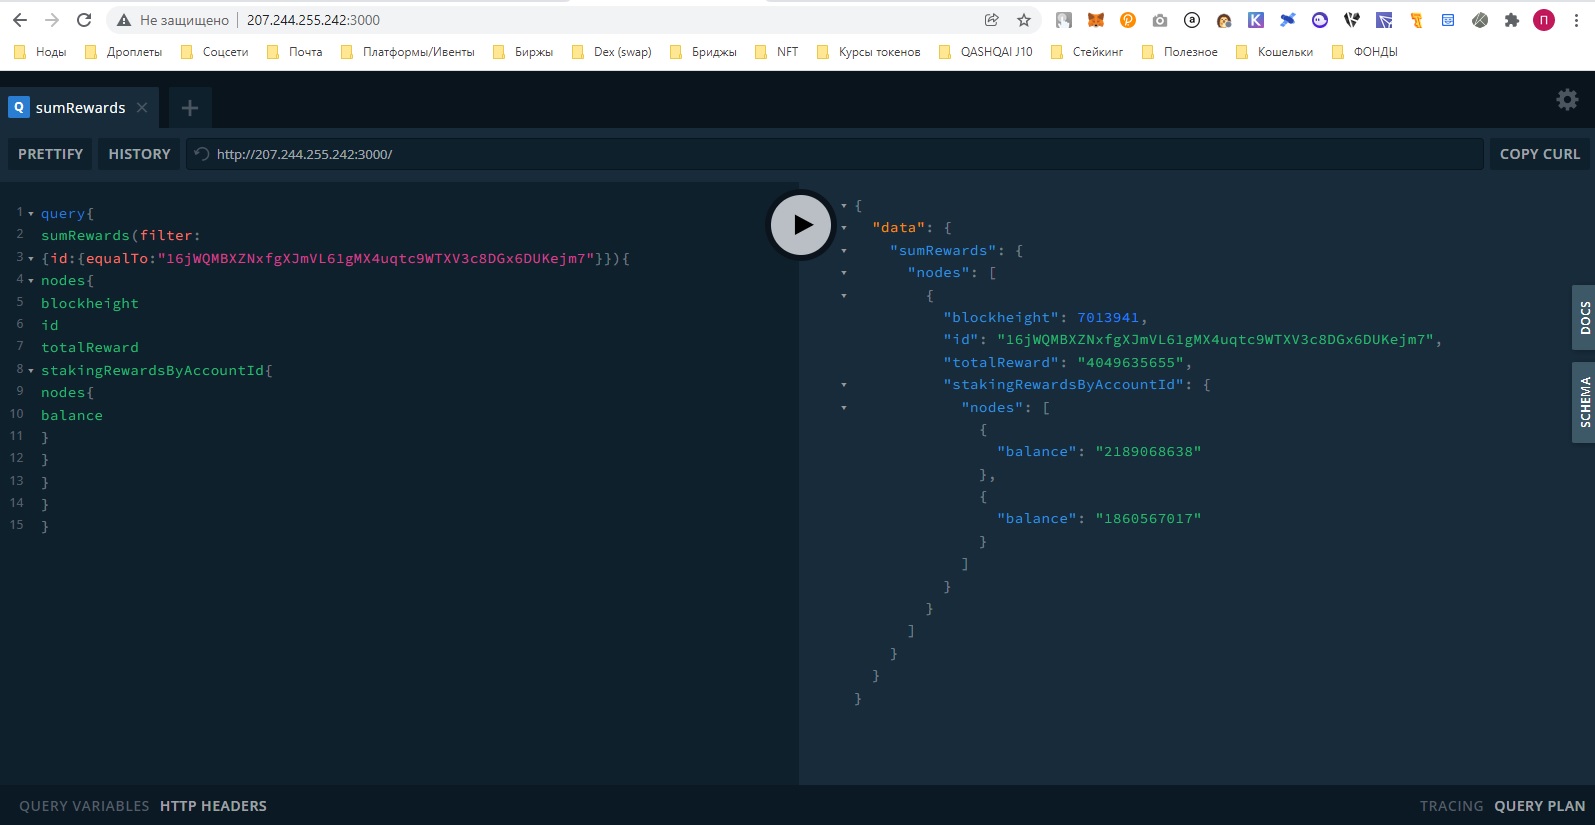 Не защищено 207.244.255.242:3000
Ноды Дроплеты Соцсети Почта Платформы/Ивенты Биржы Dex (swap) Бриджы NFT Курсы токенов QASHQAI J10 Стейкинг Полезное Кошельки ФОНДЫ
Q sumRewards
PRETTIFY HISTORY http://207.244.255.242:3000/ COPY CURL
1 query{
2 sumRewards(filter:
3 {id:{equalTo:"16jWQMBXZNxfgXJmVL61gMX4uqtc9WTXV3c8DGx6DUKejm7"}}){
4 nodes{
5 blockheight
6 id
7 totalReward
8 stakingRewardsByAccountId{
9 nodes{
10 balance
11 }
12 }
13 }
14 }
15 }
{
"data": {
"sumRewards": {
"nodes": [
{
"blockheight": 7013941,
"id": "16jWQMBXZNxfgXJmVL61gMX4uqtc9WTXV3c8DGx6DUKejm7",
"totalReward": "4049635655",
"stakingRewardsByAccountId": {
"nodes": [
{
"balance": "2189068638"
},
{
"balance": "1860567017"
}
]
}
}
]
}
}
}
DOCS
SCHEMA
QUERY VARIABLES HTTP HEADERS TRACING QUERY PLAN